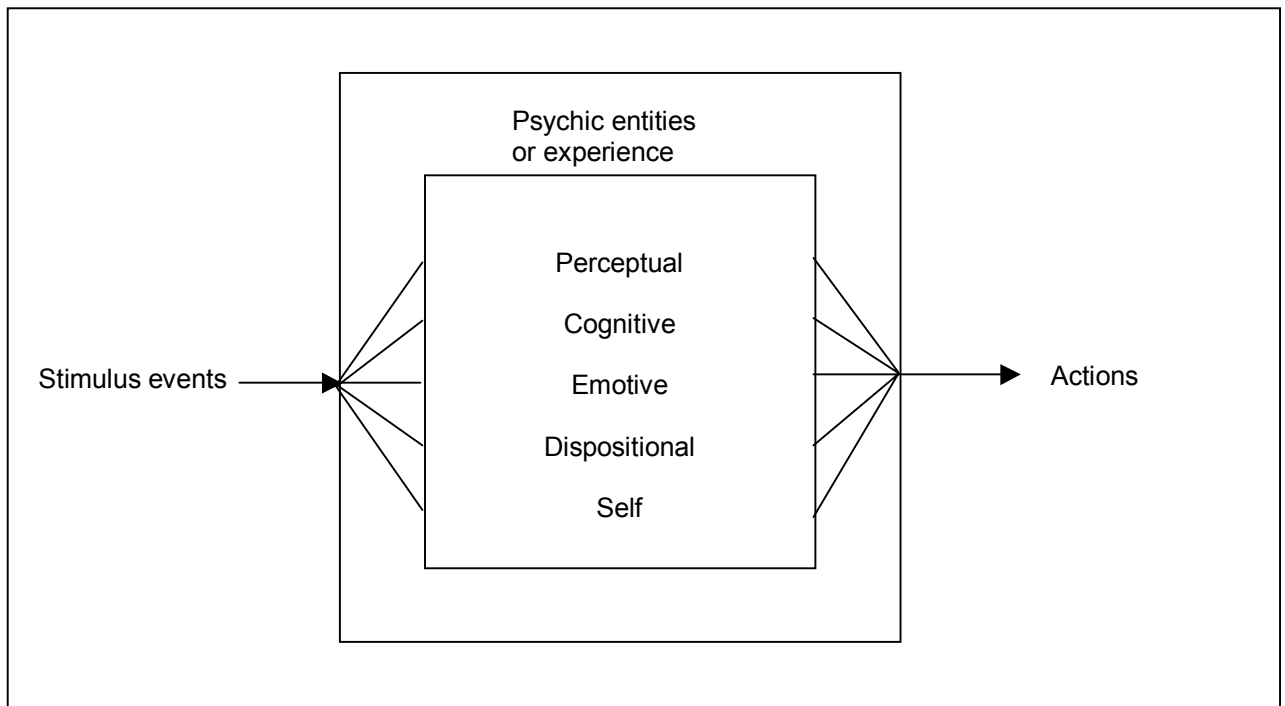 Psychic entities
or experience
Perceptual
Cognitive
Stimulus events
Emotive
Actions
Dispositional
Self